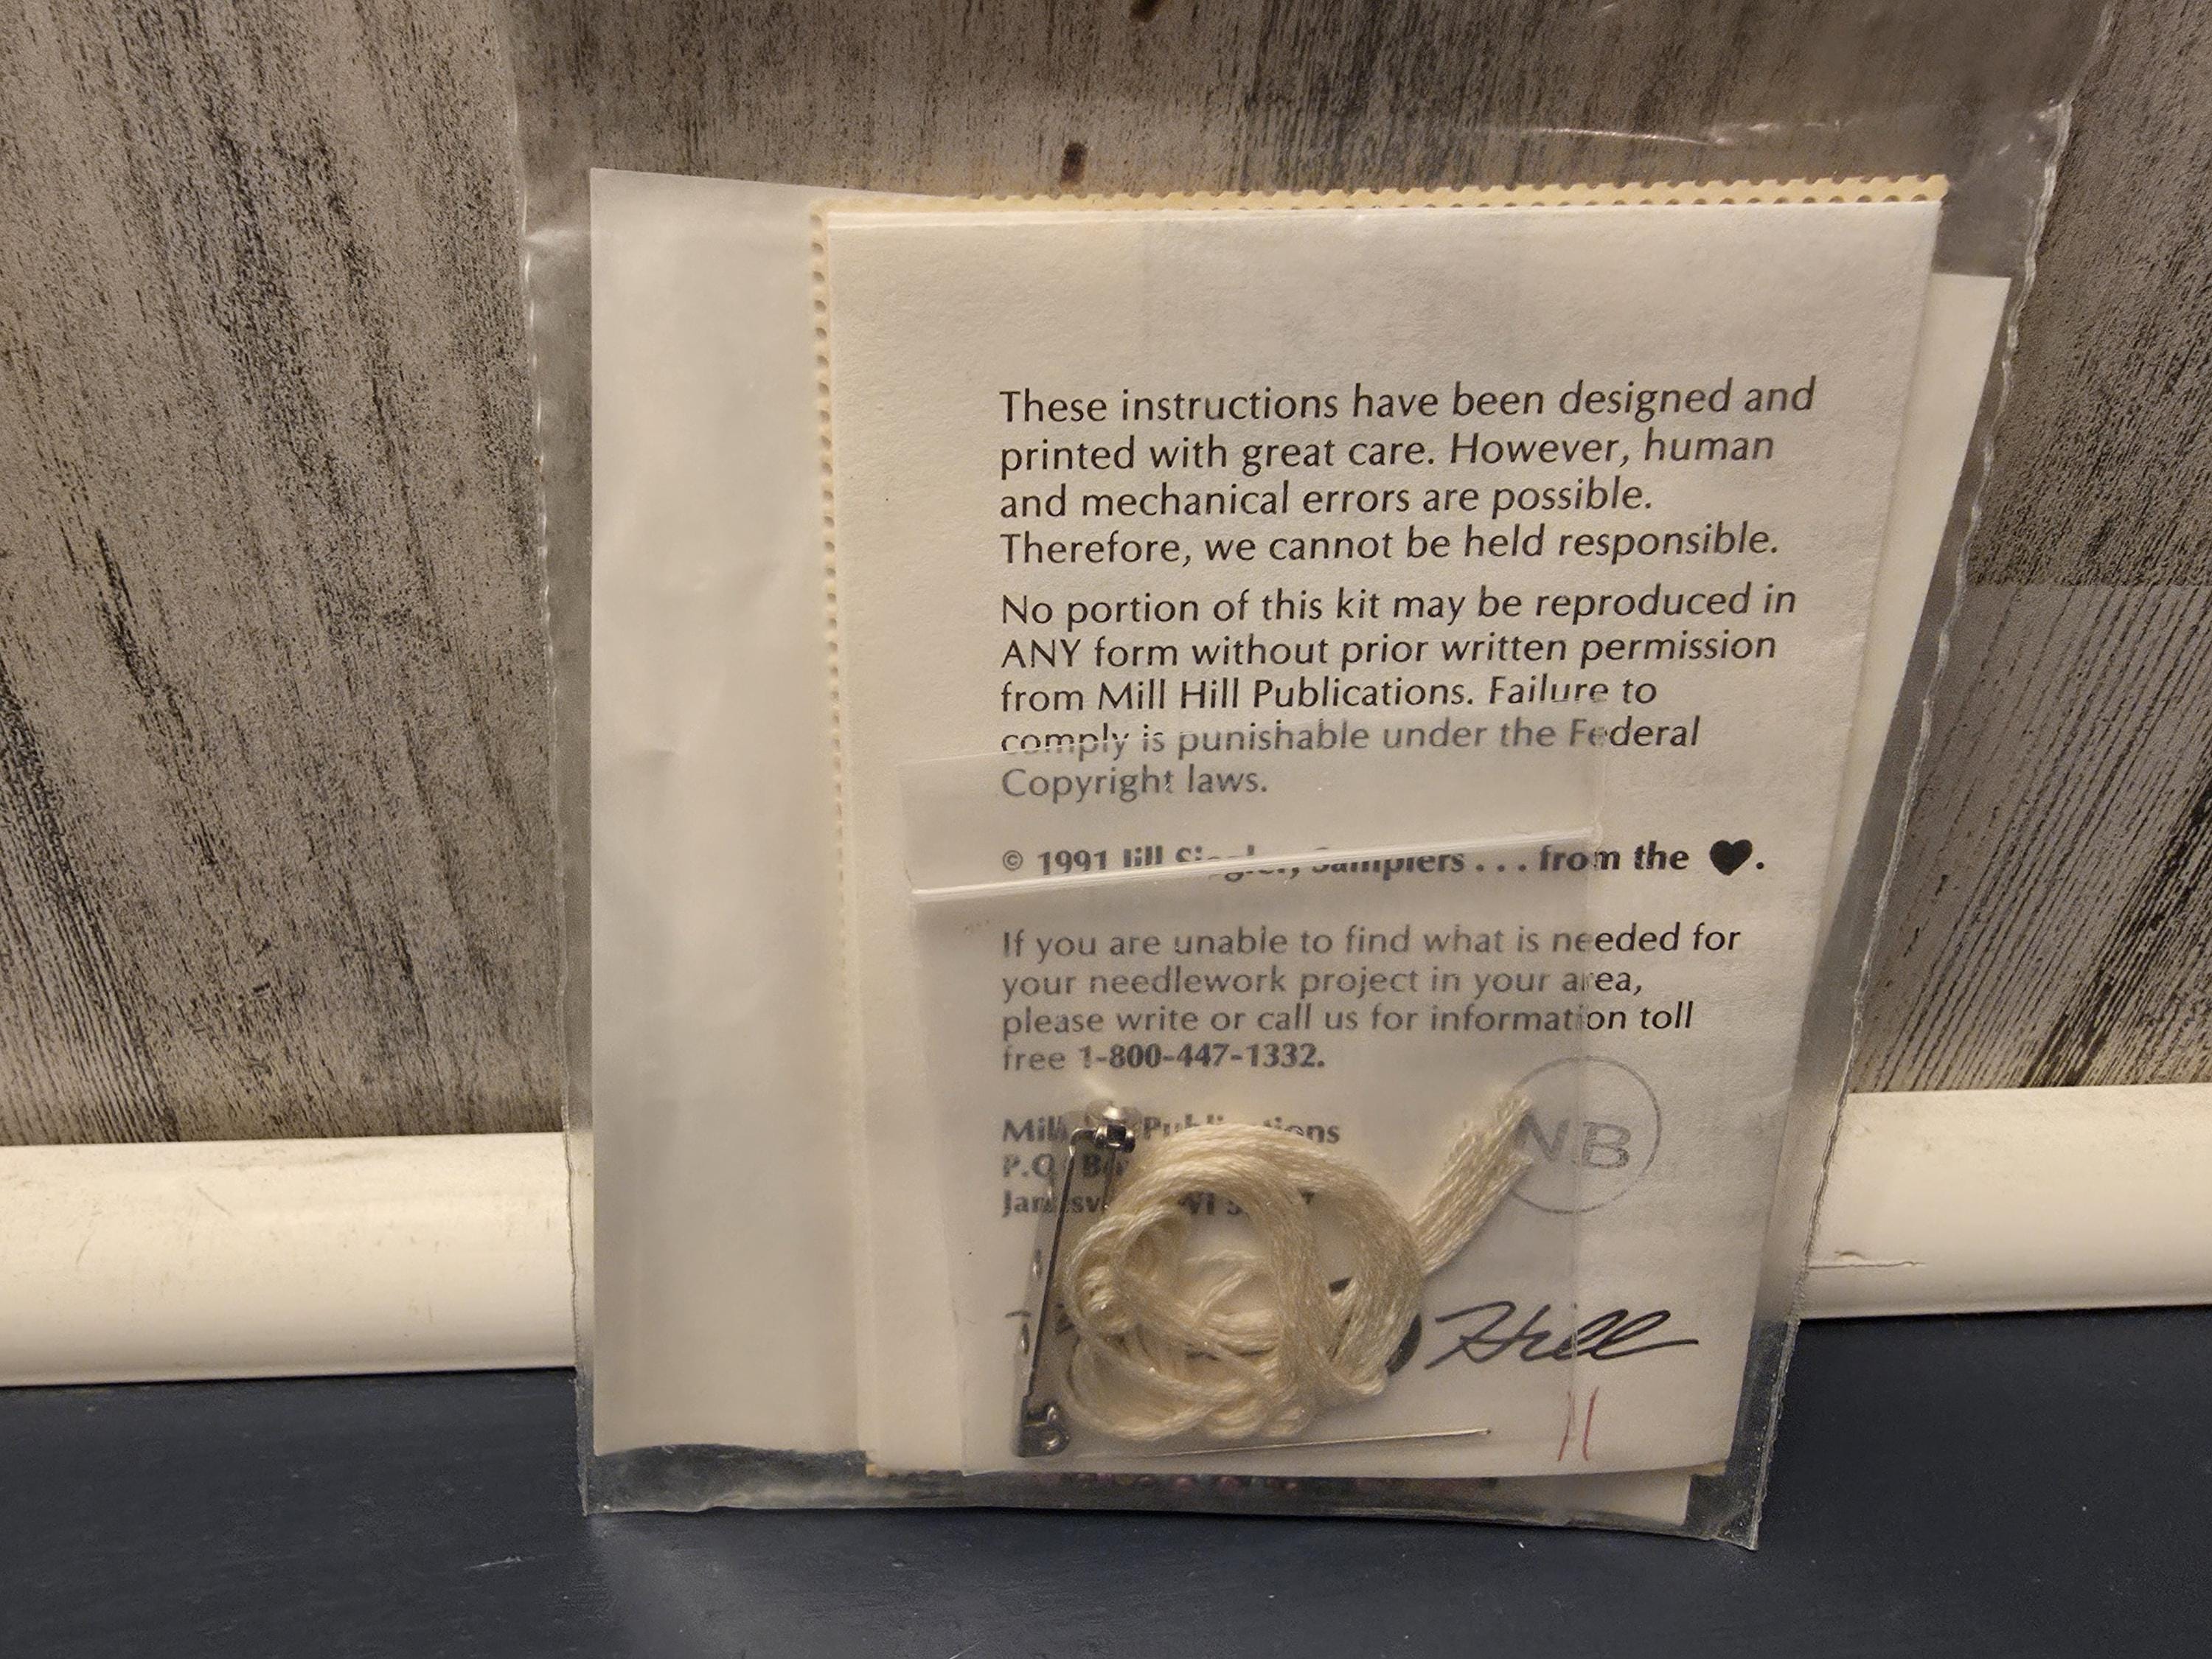 These instructions have been designed and
printed with great care. However, human
and mechanical errors are possible.
Therefore, we cannot be held responsible.
No portion of this kit may be reproduced in
ANY form without prior written permission
from Mill Hill Publications. Failure to
comply is punishable under the Federal
Copyright laws.
© 1991 Jill Samplers... from the ♥.
If you are unable to find what is needed for
your needlework project in your area,
please write or call us for information toll
free 1-800-447-1332.
Mill Publications
P.O.
WI
N.B
Hill
11